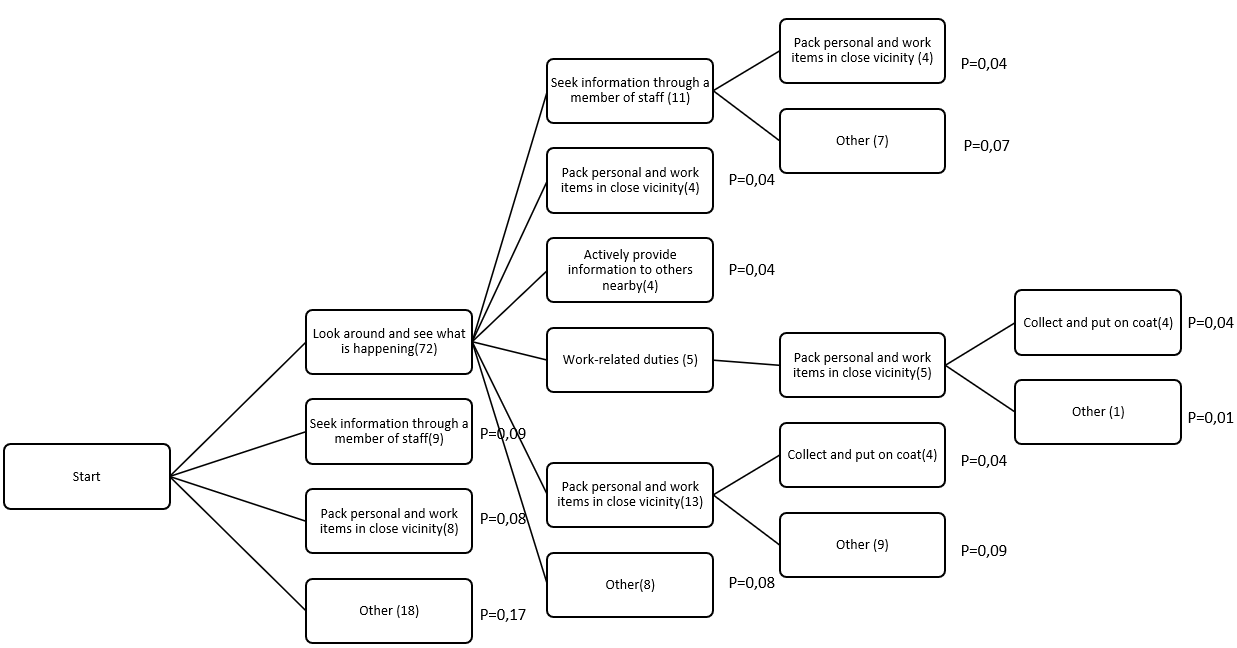 Start
Look around and see what
is happening(72)
Seek information through a
member of staff(9)
P=0,09
Pack personal and work
items in close vicinity(8)
P=0,08
Other (18)
P=0,17
Seek information through a
member of staff (11)
Pack personal and work
items in close vicinity(4)
P=0,04
Actively provide
information to others
nearby(4)
P=0,04
Work-related duties (5)
Pack personal and work
items in close vicinity(13)
Other(8)
P=0,08
Pack personal and work
items in close vicinity (4)
P=0,04
Other (7)
P=0,07
Pack personal and work
items in close vicinity(5)
Collect and put on coat(4)
P=0,04
Other (9)
P=0,09
Collect and put on coat(4)
P=0,04
Other (1)
P=0,01